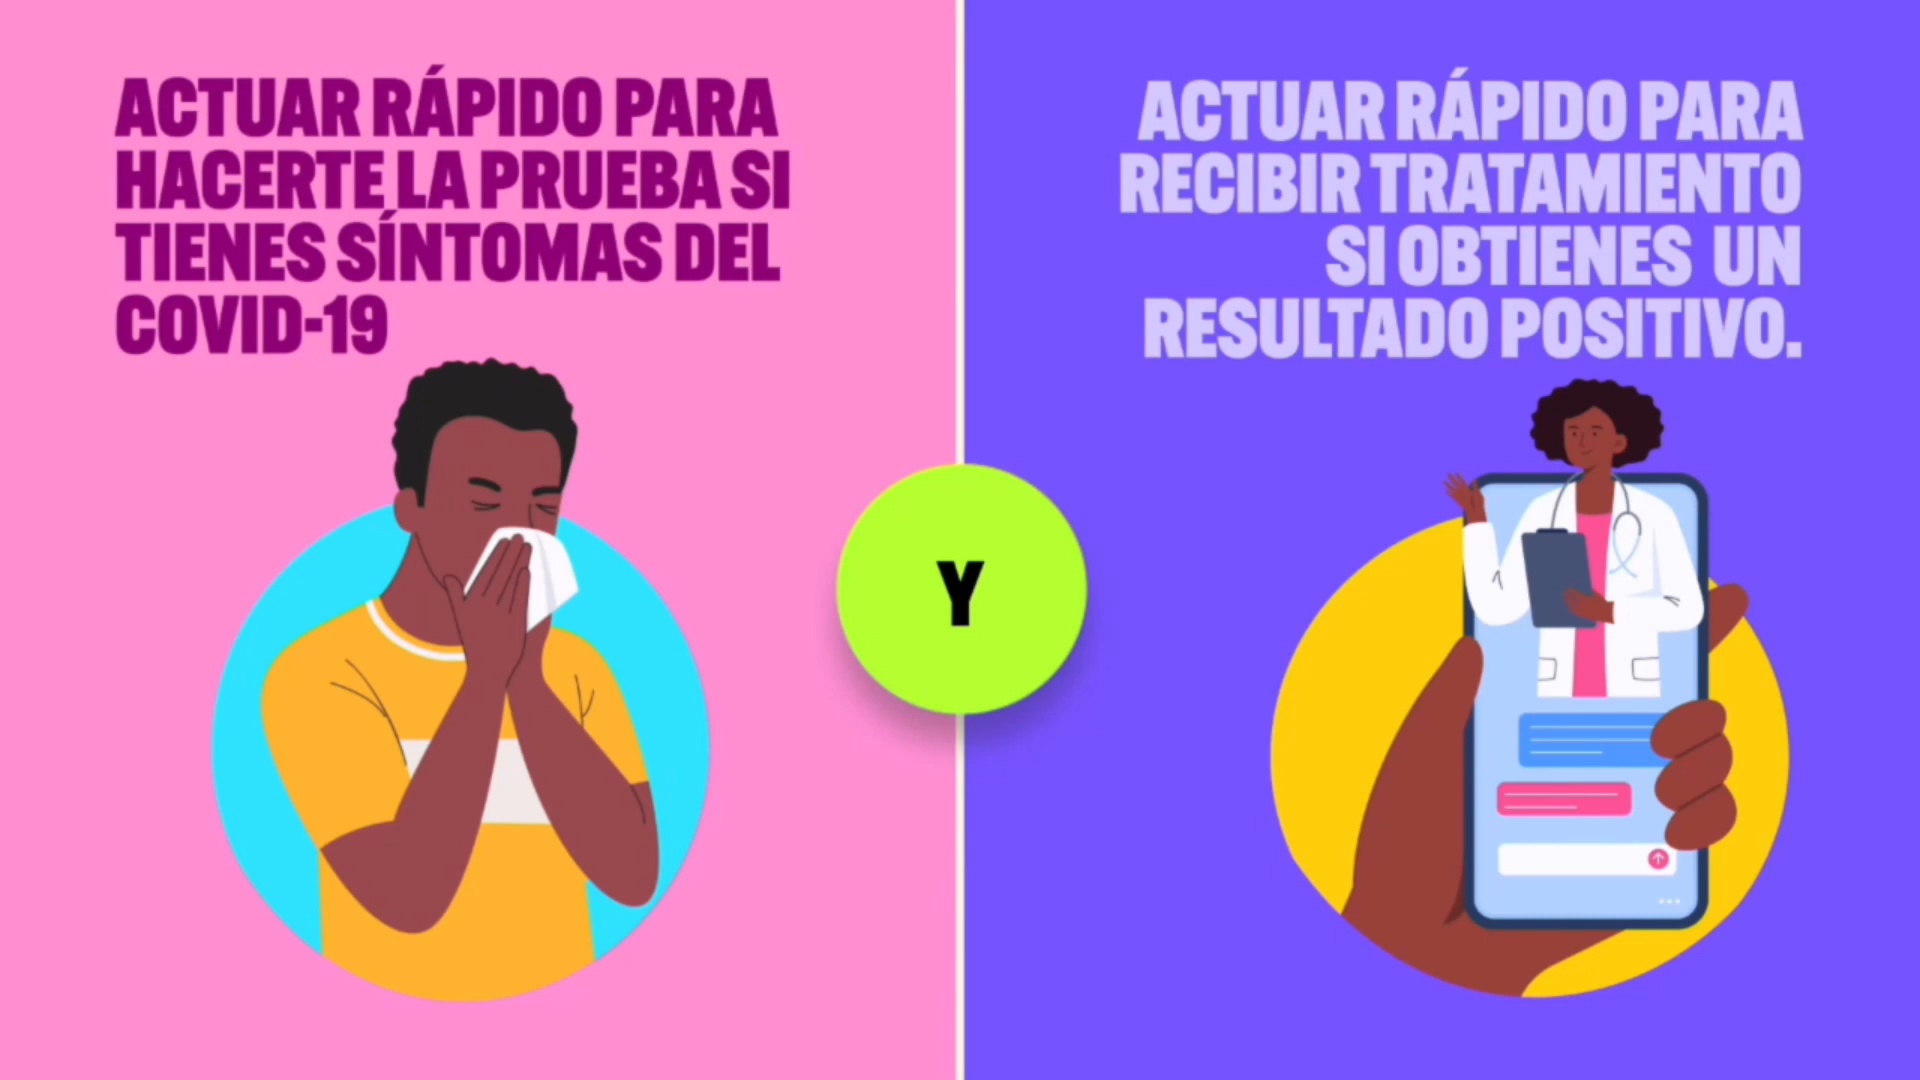 ACTUAR RÁPIDO PARA
HACERTE LA PRUEBA SI
TIENES SÍNTOMAS DEL
COVID-19
Y
ACTUAR RÁPIDO PARA
RECIBIR TRATAMIENTO
SI OBTIENES UN
RESULTADO POSITIVO.